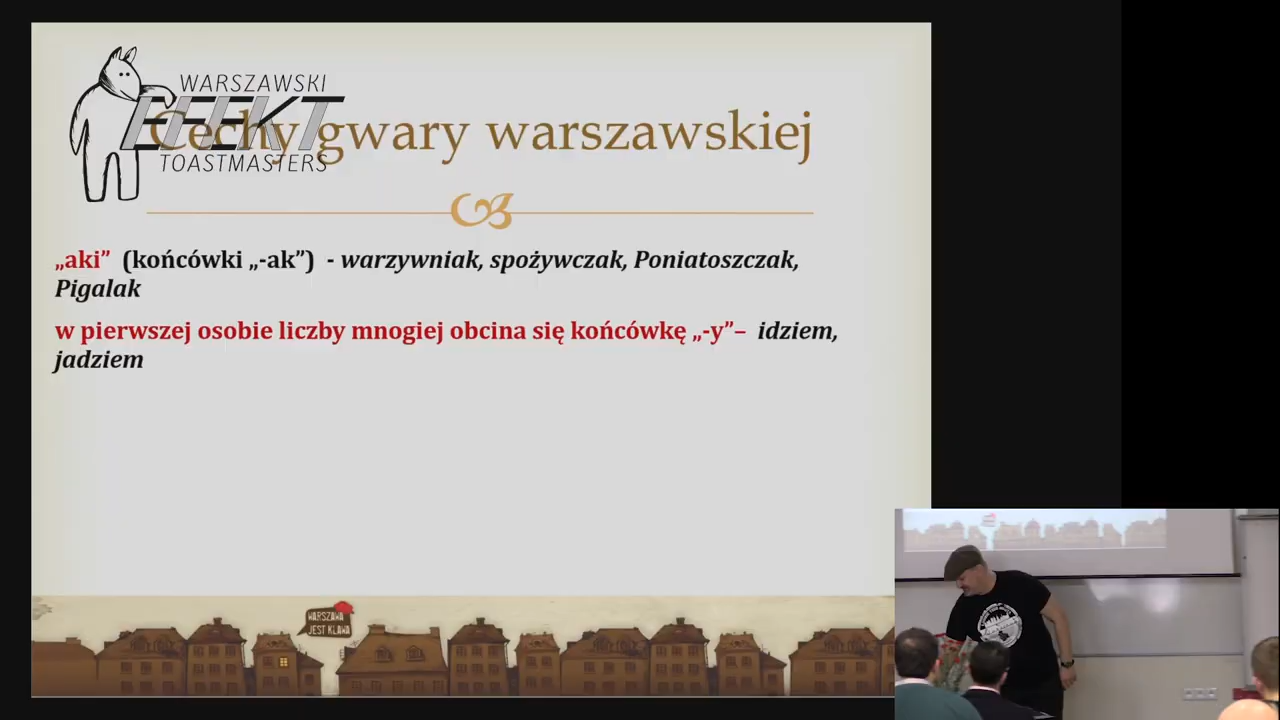 WARSZAWSKI
EFEKT
TOASTMASTERS
Cechy gwary warszawskiej
„aki” (końcówki „-ak”) - warzywniak, spożywczak, Poniatoszczak,
Pigalak
w pierwszej osobie liczby mnogiej obcina się końcówkę „-y”– idziem,
jadziem
WARSZAWA
JEST KLAWA